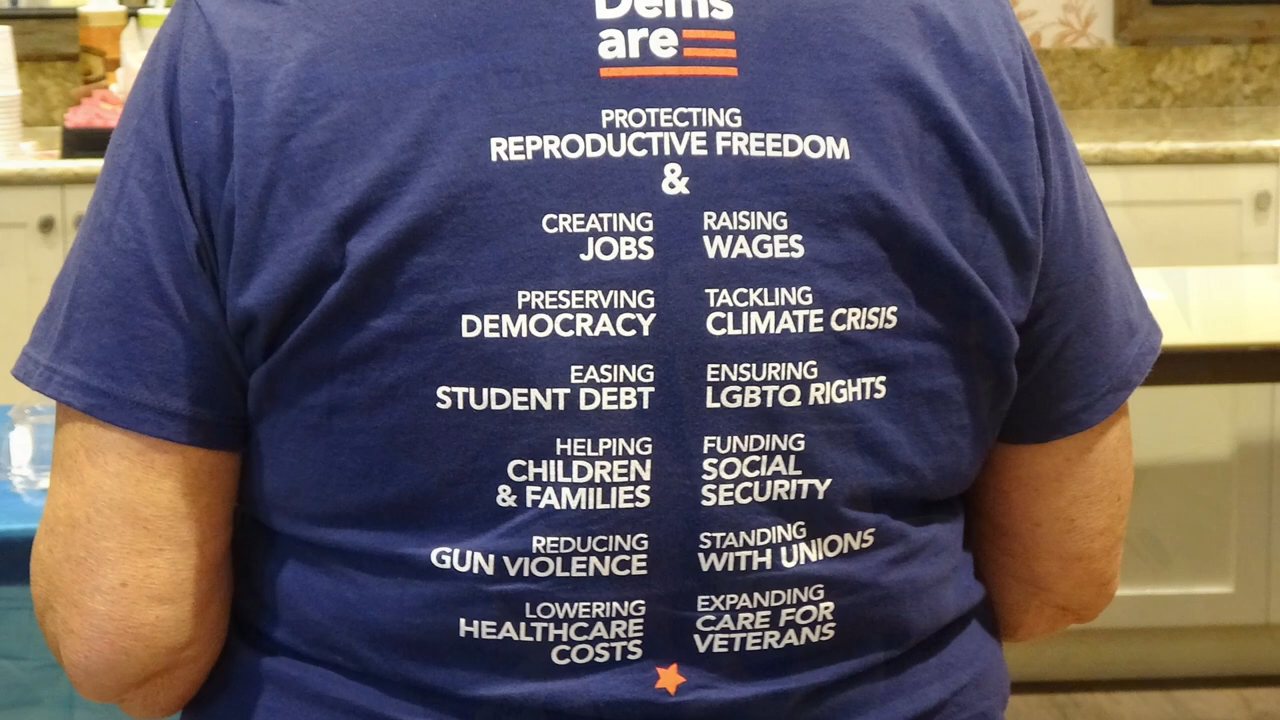 Dems
are
PROTECTING
REPRODUCTIVE FREEDOM
&
CREATING
JOBS
RAISING
WAGES
PRESERVING
DEMOCRACY
TACKLING
CLIMATE CRISIS
EASING
STUDENT DEBT
ENSURING
LGBTQ RIGHTS
HELPING
CHILDREN
& FAMILIES
FUNDING
SOCIAL
SECURITY
REDUCING
GUN VIOLENCE
STANDING
WITH UNIONS
LOWERING
HEALTHCARE
COSTS
EXPANDING
CARE FOR
VETERANS